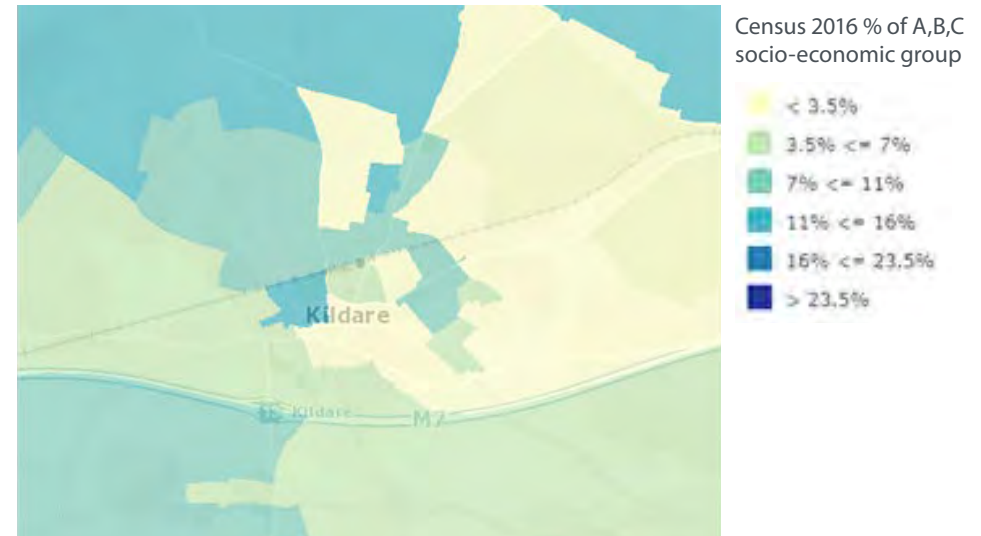 Census 2016 % of A,B,C
socio-economic group
< 3.5%
3.5% <= 7%
7% <= 11%
11% <= 16%
16% <= 23.5%
> 23.5%
Kildare
Kildare
M7